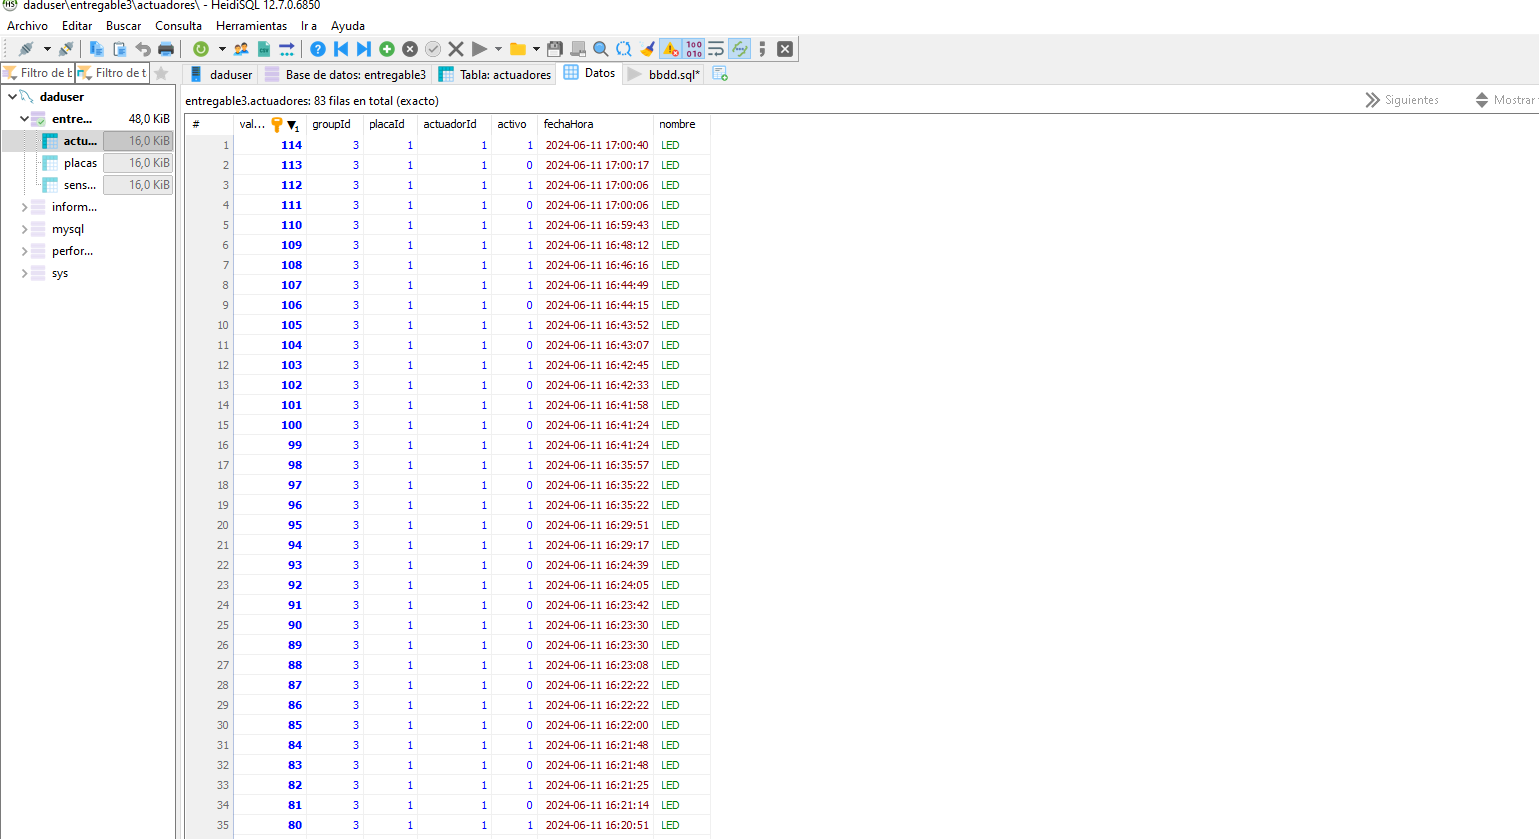 daduser\entregable3\actuadores\ - HeidiSQL 12.7.0.6850
Archivo Editar Buscar Consulta Herramientas Ir a Ayuda
Filtro de b Filtro de t daduser Base de datos: entregable3 Tabla: actuadores Datos bbdd.sql*
daduser
entre... 48,0 KiB
actu... 16,0 KiB
placas 16,0 KiB
sens... 16,0 KiB
inform...
mysql
perfor...
sys
entregable3.actuadores: 83 filas en total (exacto) Siguientes Mostrar
# val... 1 groupId placaId actuadorId activo fechaHora nombre
1 114 3 1 1 1 2024-06-11 17:00:40 LED
2 113 3 1 1 0 2024-06-11 17:00:17 LED
3 112 3 1 1 1 2024-06-11 17:00:06 LED
4 111 3 1 1 0 2024-06-11 17:00:06 LED
5 110 3 1 1 1 2024-06-11 16:59:43 LED
6 109 3 1 1 1 2024-06-11 16:48:12 LED
7 108 3 1 1 1 2024-06-11 16:46:16 LED
8 107 3 1 1 1 2024-06-11 16:44:49 LED
9 106 3 1 1 0 2024-06-11 16:44:15 LED
10 105 3 1 1 1 2024-06-11 16:43:52 LED
11 104 3 1 1 0 2024-06-11 16:43:07 LED
12 103 3 1 1 1 2024-06-11 16:42:45 LED
13 102 3 1 1 0 2024-06-11 16:42:33 LED
14 101 3 1 1 1 2024-06-11 16:41:58 LED
15 100 3 1 1 0 2024-06-11 16:41:24 LED
16 99 3 1 1 1 2024-06-11 16:41:24 LED
17 98 3 1 1 1 2024-06-11 16:35:57 LED
18 97 3 1 1 0 2024-06-11 16:35:22 LED
19 96 3 1 1 1 2024-06-11 16:35:22 LED
20 95 3 1 1 0 2024-06-11 16:29:51 LED
21 94 3 1 1 1 2024-06-11 16:29:17 LED
22 93 3 1 1 0 2024-06-11 16:24:39 LED
23 92 3 1 1 1 2024-06-11 16:24:05 LED
24 91 3 1 1 0 2024-06-11 16:23:42 LED
25 90 3 1 1 1 2024-06-11 16:23:30 LED
26 89 3 1 1 0 2024-06-11 16:23:30 LED
27 88 3 1 1 1 2024-06-11 16:23:08 LED
28 87 3 1 1 0 2024-06-11 16:22:22 LED
29 86 3 1 1 1 2024-06-11 16:22:22 LED
30 85 3 1 1 0 2024-06-11 16:22:00 LED
31 84 3 1 1 1 2024-06-11 16:21:48 LED
32 83 3 1 1 0 2024-06-11 16:21:48 LED
33 82 3 1 1 1 2024-06-11 16:21:25 LED
34 81 3 1 1 0 2024-06-11 16:21:14 LED
35 80 3 1 1 1 2024-06-11 16:20:51 LED